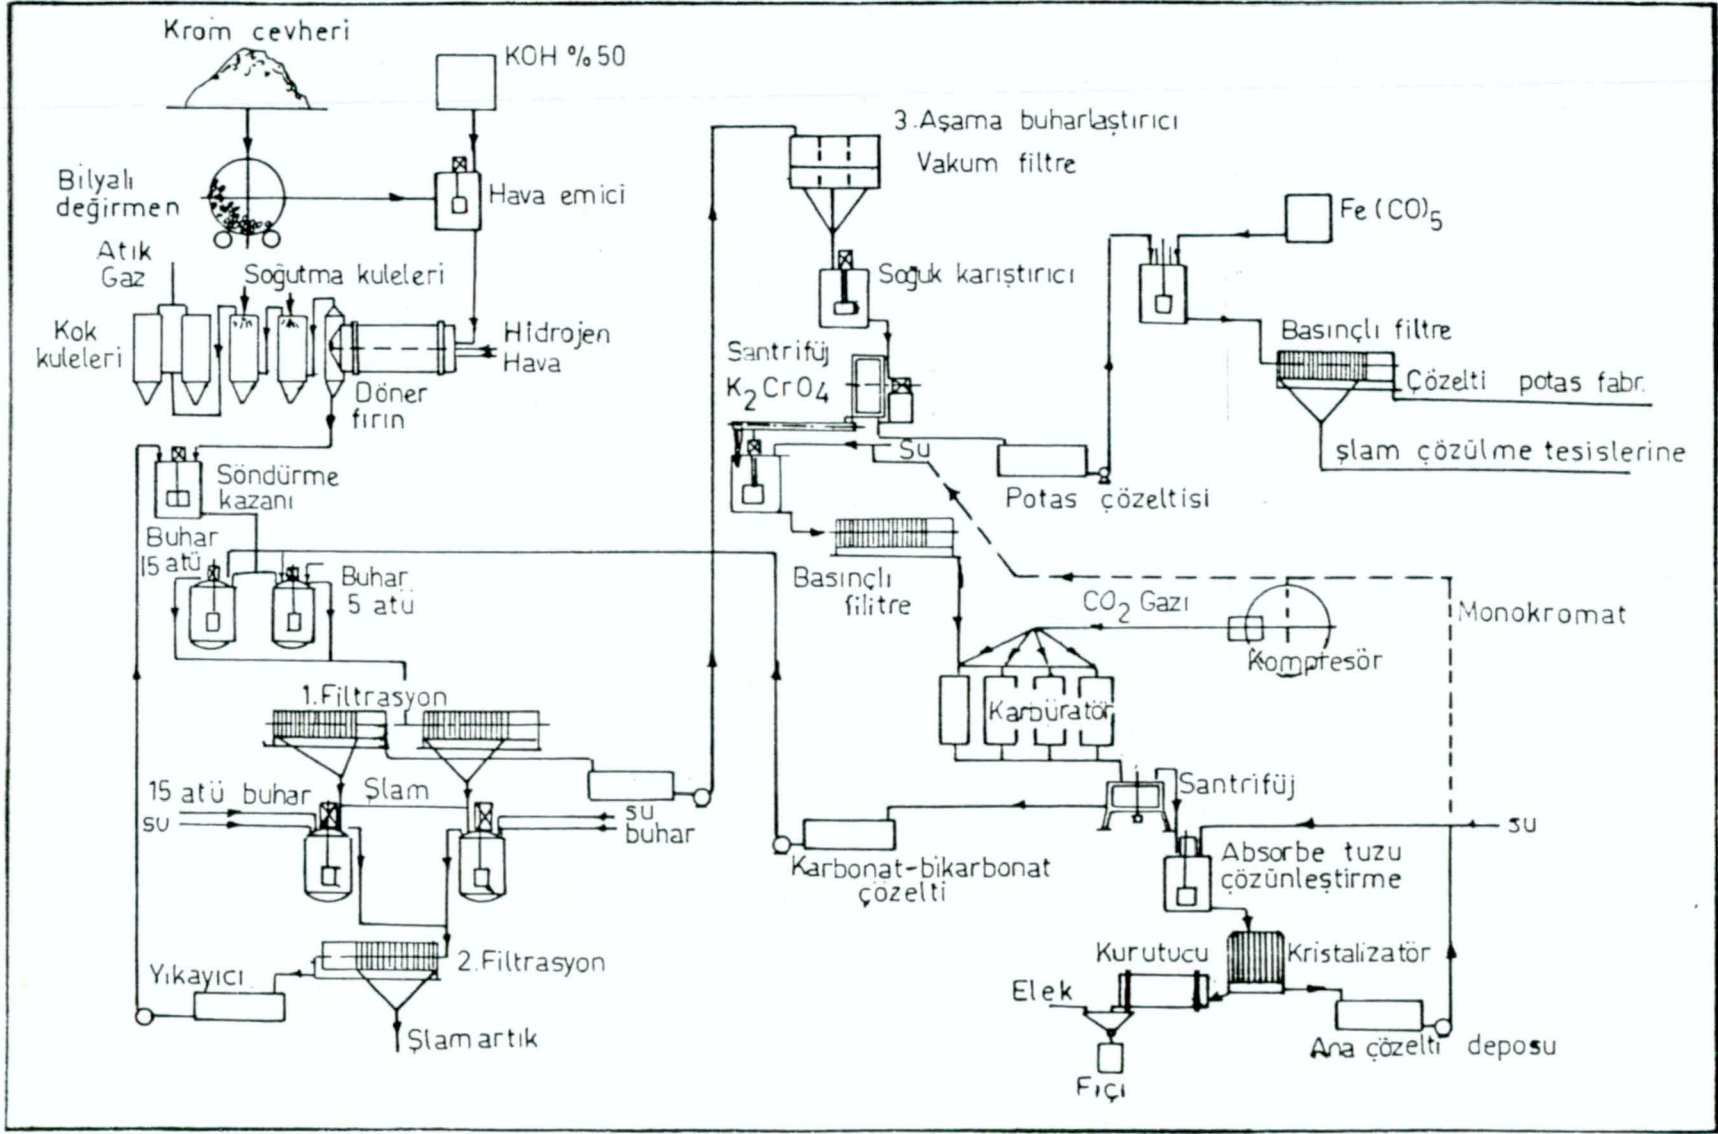 Krom cevheri
KOH %50
Bilyalı
değirmen
Hava emici
Atık
Gaz
Soğutma kuleleri
Kok
kuleleri
Hidrojen
Hava
Döner
fırın
Söndürme
kazanı
Buhar
15 atü
Buhar
5 atü
1.Filtrasyon
15 atü buhar
su
Şlam
su
buhar
2.Filtrasyon
Yıkayıcı
Şlam artık
3.Aşama buharlaştırıcı
Vakum filtre
Soğuk karıştırıcı
Santrifüj
K2CrO4
Su
Potas çözeltisi
Fe(CO)5
Basınçlı filtre
Çözelti potas fabr.
şlam çözülme tesislerine
Basınçlı
filitre
CO2 Gazı
Kompresör
Monokromat
Karbüratör
Santrifüj
su
Karbonat-bikarbonat
çözelti
Absorbe tuzu
çözünleştirme
Kurutucu
Kristalizatör
Elek
Fıçı
Ana çözelti deposu